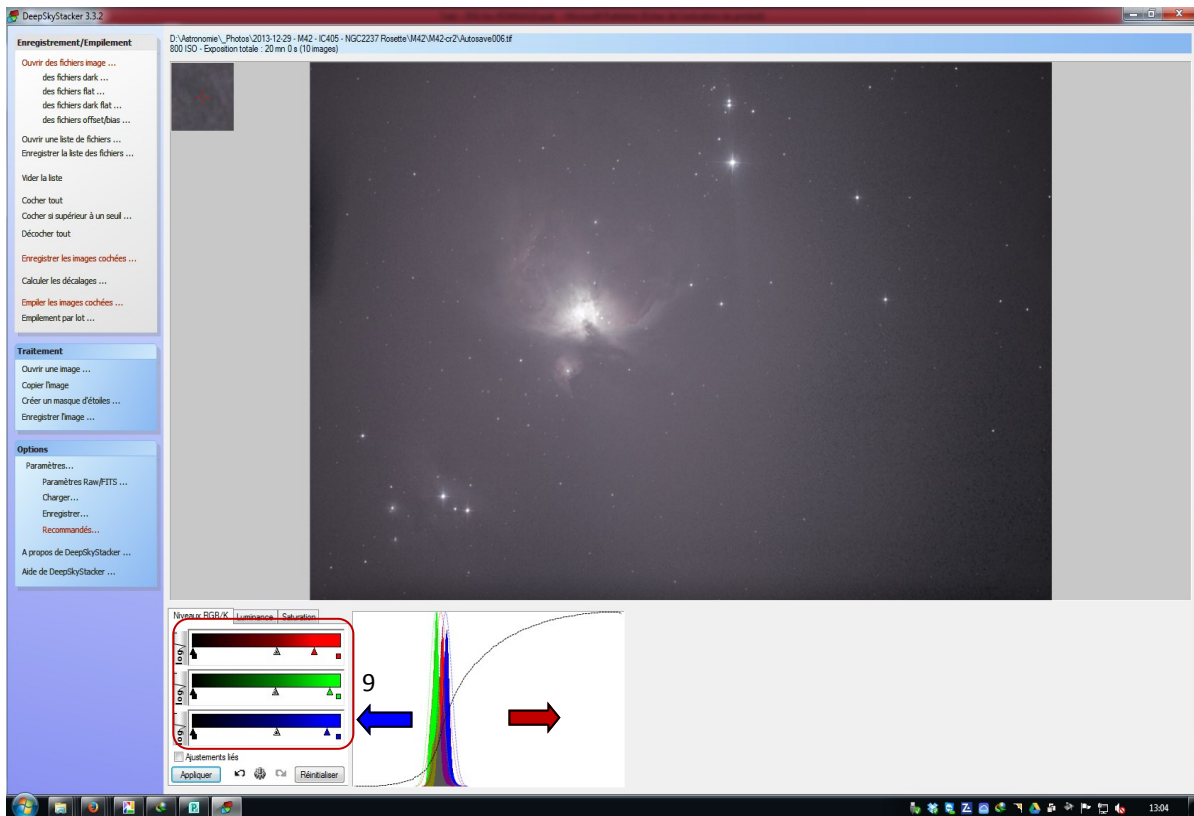 DeepSkyStacker 3.3.2
Enregistrement/Empilement
Ouvrir des fichiers image ...
des fichiers dark ...
des fichiers flat ...
des fichiers dark flat ...
des fichiers offset/bias ...
Ouvrir une liste de fichiers ...
Enregistrer la liste des fichiers ...
Vider la liste
Cocher tout
Cocher si supérieur à un seuil ...
Décocher tout
Enregistrer les images cochées ...
Calculer les décalages ...
Empiler les images cochées ...
Empilement par lot ...
Traitement
Ouvrir une image ...
Copier l'image
Créer un masque d'étoiles ...
Enregistrer l'image ...
Options
Paramètres...
Paramètres Raw/FITS ...
Charger...
Enregistrer...
Recommandés...
A propos de DeepSkyStacker ...
Aide de DeepSkyStacker ...
D:\Astronomie\_Photos\2013-12-29 - M42 - IC405 - NGC2237 Rosette\M42\M42-cr2\Autosave006.tif
800 ISO - Exposition totale : 20 mn 0 s (10 images)
Niveaux RGB/K Luminance Saturation
log
log
log
9
Ajustements liés
Appliquer Réinitialiser
13:04